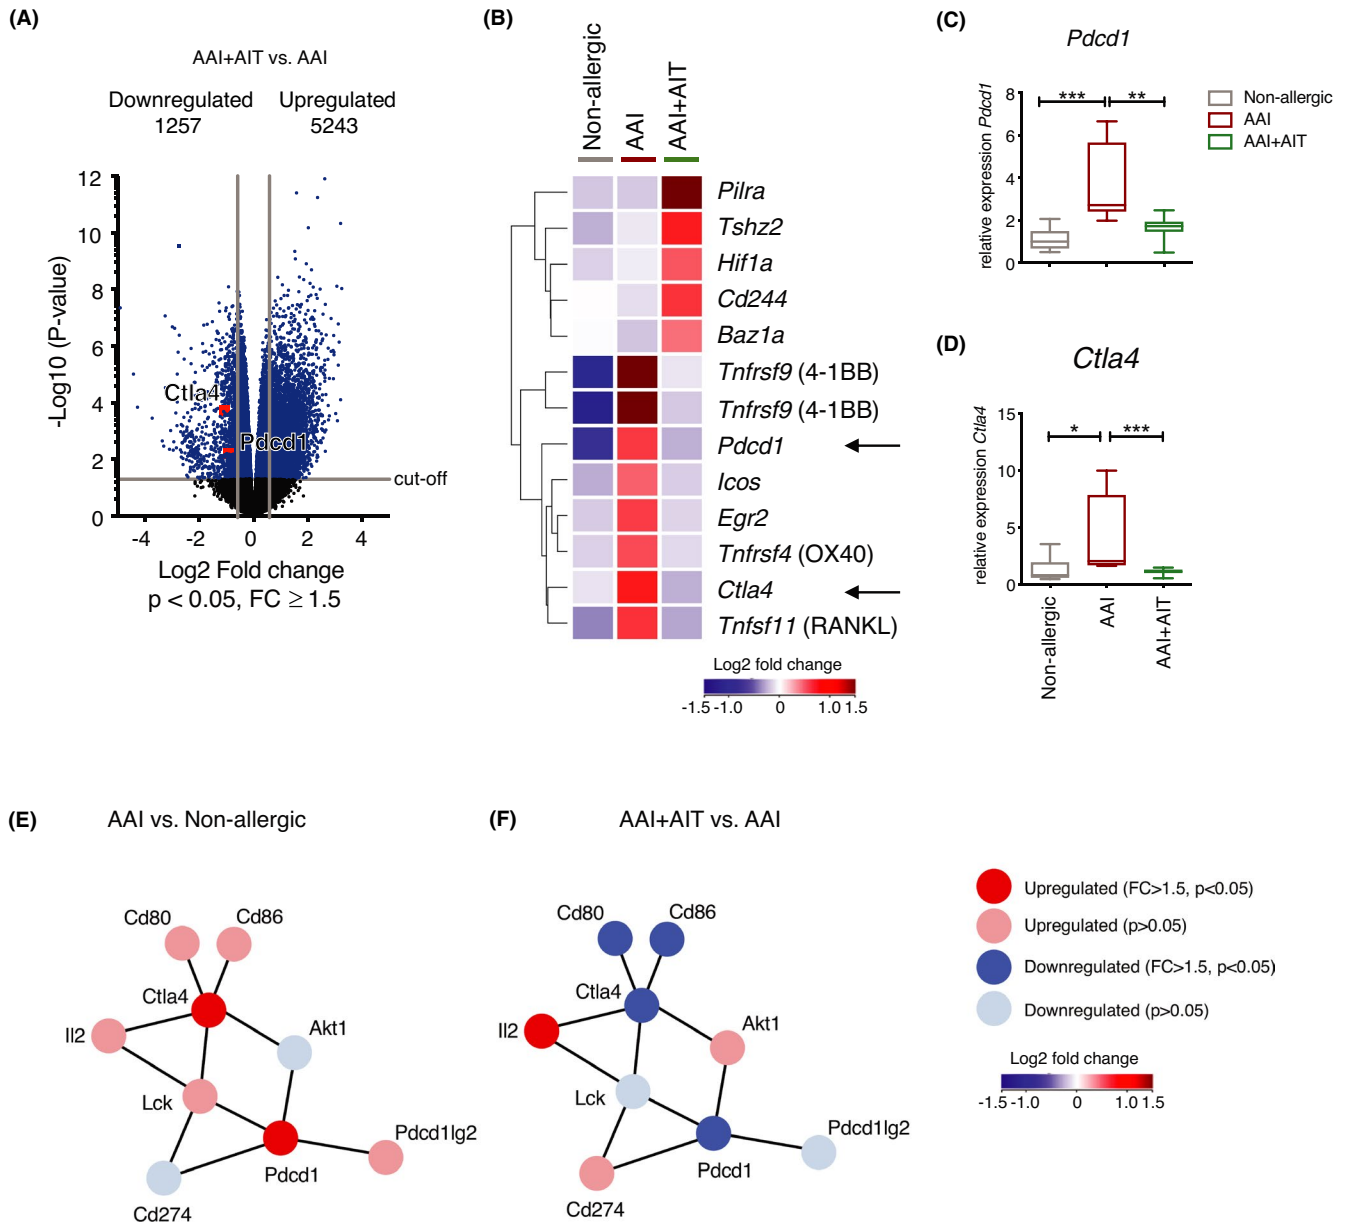 (A)
AAI+AIT vs. AAI
Downregulated Upregulated
1257 5243
12
10
8
6
4
2
0
-Log10 (P-value)
Ctla4
Pdcd1
cut-off
-4 -2 0 2 4
Log2 Fold change
p < 0.05, FC ≥ 1.5
(B)
Non-allergic
AAI
AAI+AIT
Pilra
Tshz2
Hif1a
Cd244
Baz1a
Tnfrsf9 (4-1BB)
Tnfrsf9 (4-1BB)
Pdcd1
Icos
Egr2
Tnfrsf4 (OX40)
Ctla4
Tnfsf11 (RANKL)
Log2 fold change
-1.5 -1.0 0 1.0 1.5
(C)
Pdcd1
relative expression Pdcd1
8
6
4
2
0
*** **
Non-allergic
AAI
AAI+AIT
(D)
Ctla4
relative expression Ctla4
15
10
5
0
* ***
Non-allergic
AAI
AAI+AIT
(E) AAI vs. Non-allergic
Cd80 Cd86
Ctla4
Il2
Akt1
Lck
Pdcd1lg2
Pdcd1
Cd274
(F) AAI+AIT vs. AAI
Cd80 Cd86
Ctla4
Il2
Akt1
Lck
Pdcd1lg2
Pdcd1
Cd274
Upregulated (FC>1.5, p<0.05)
Upregulated (p>0.05)
Downregulated (FC>1.5, p<0.05)
Downregulated (p>0.05)
Log2 fold change
-1.5 -1.0 0 1.0 1.5